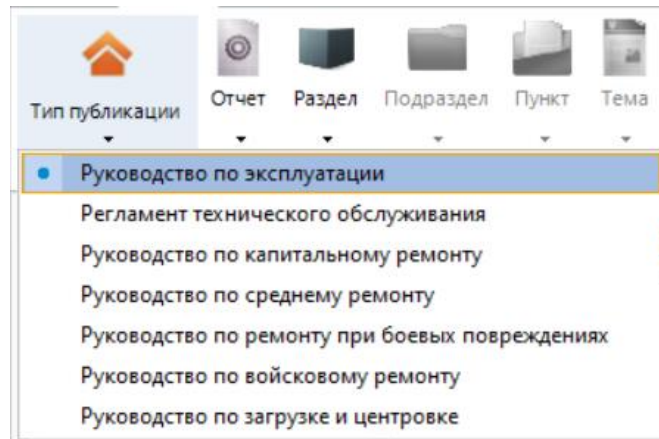 Тип публикации
Отчет
Раздел
Подраздел
Пункт
Тема
Руководство по эксплуатации
Регламент технического обслуживания
Руководство по капитальному ремонту
Руководство по среднему ремонту
Руководство по ремонту при боевых повреждениях
Руководство по войсковому ремонту
Руководство по загрузке и центровке